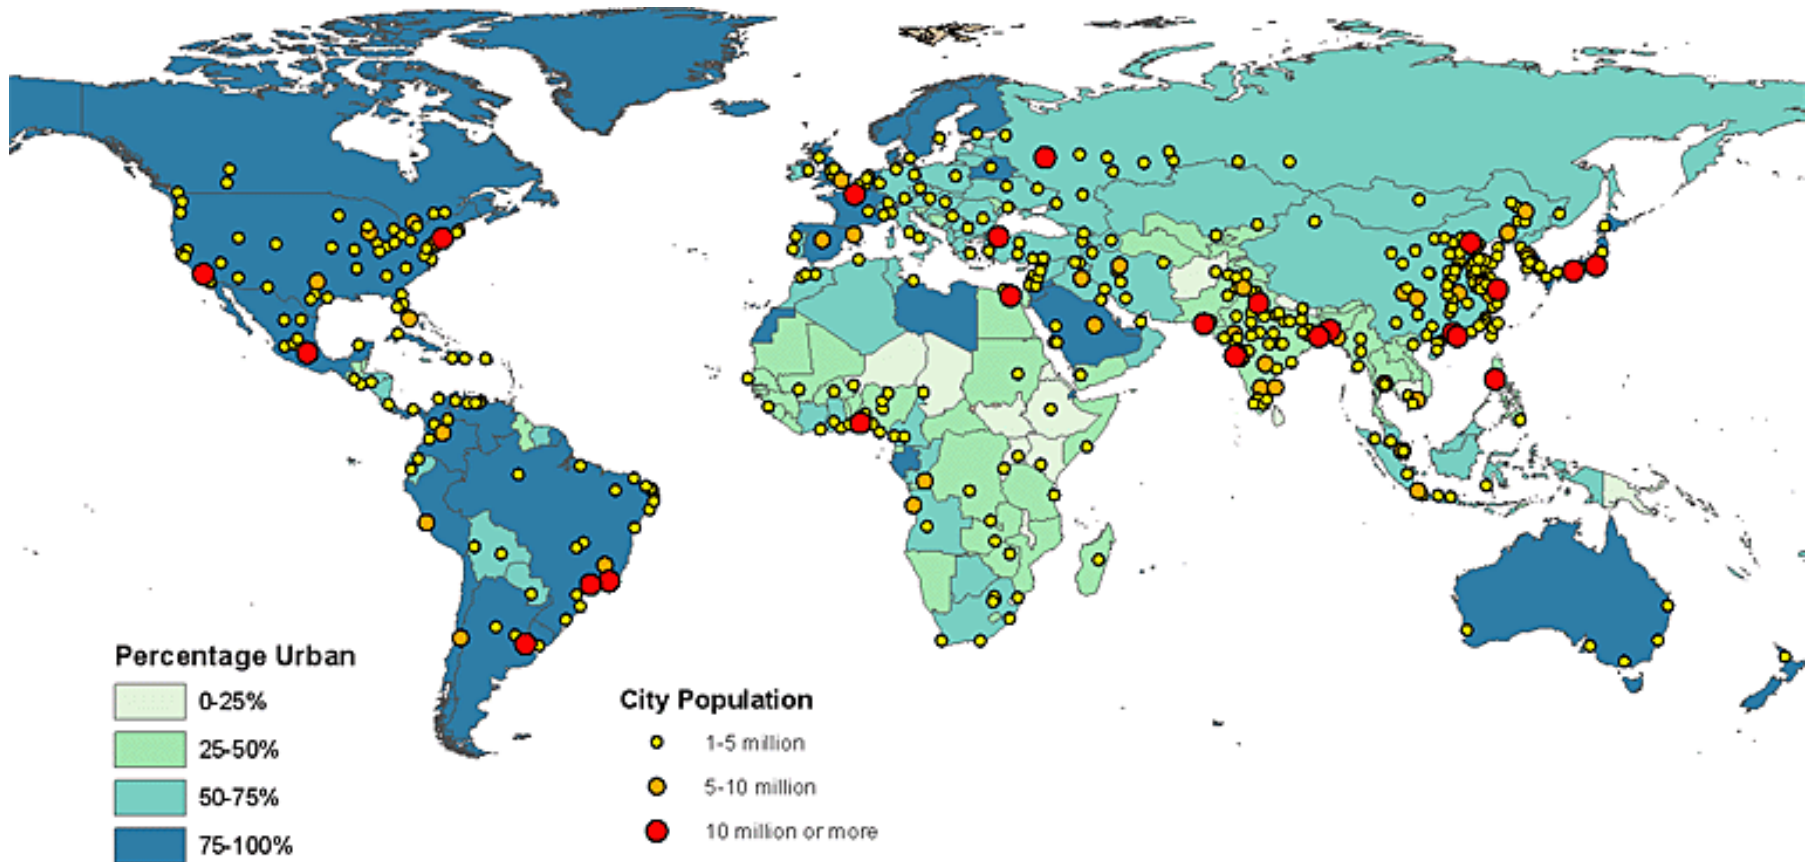 Percentage Urban
0-25%
25-50%
50-75%
75-100%
City Population
1-5 million
5-10 million
10 million or more